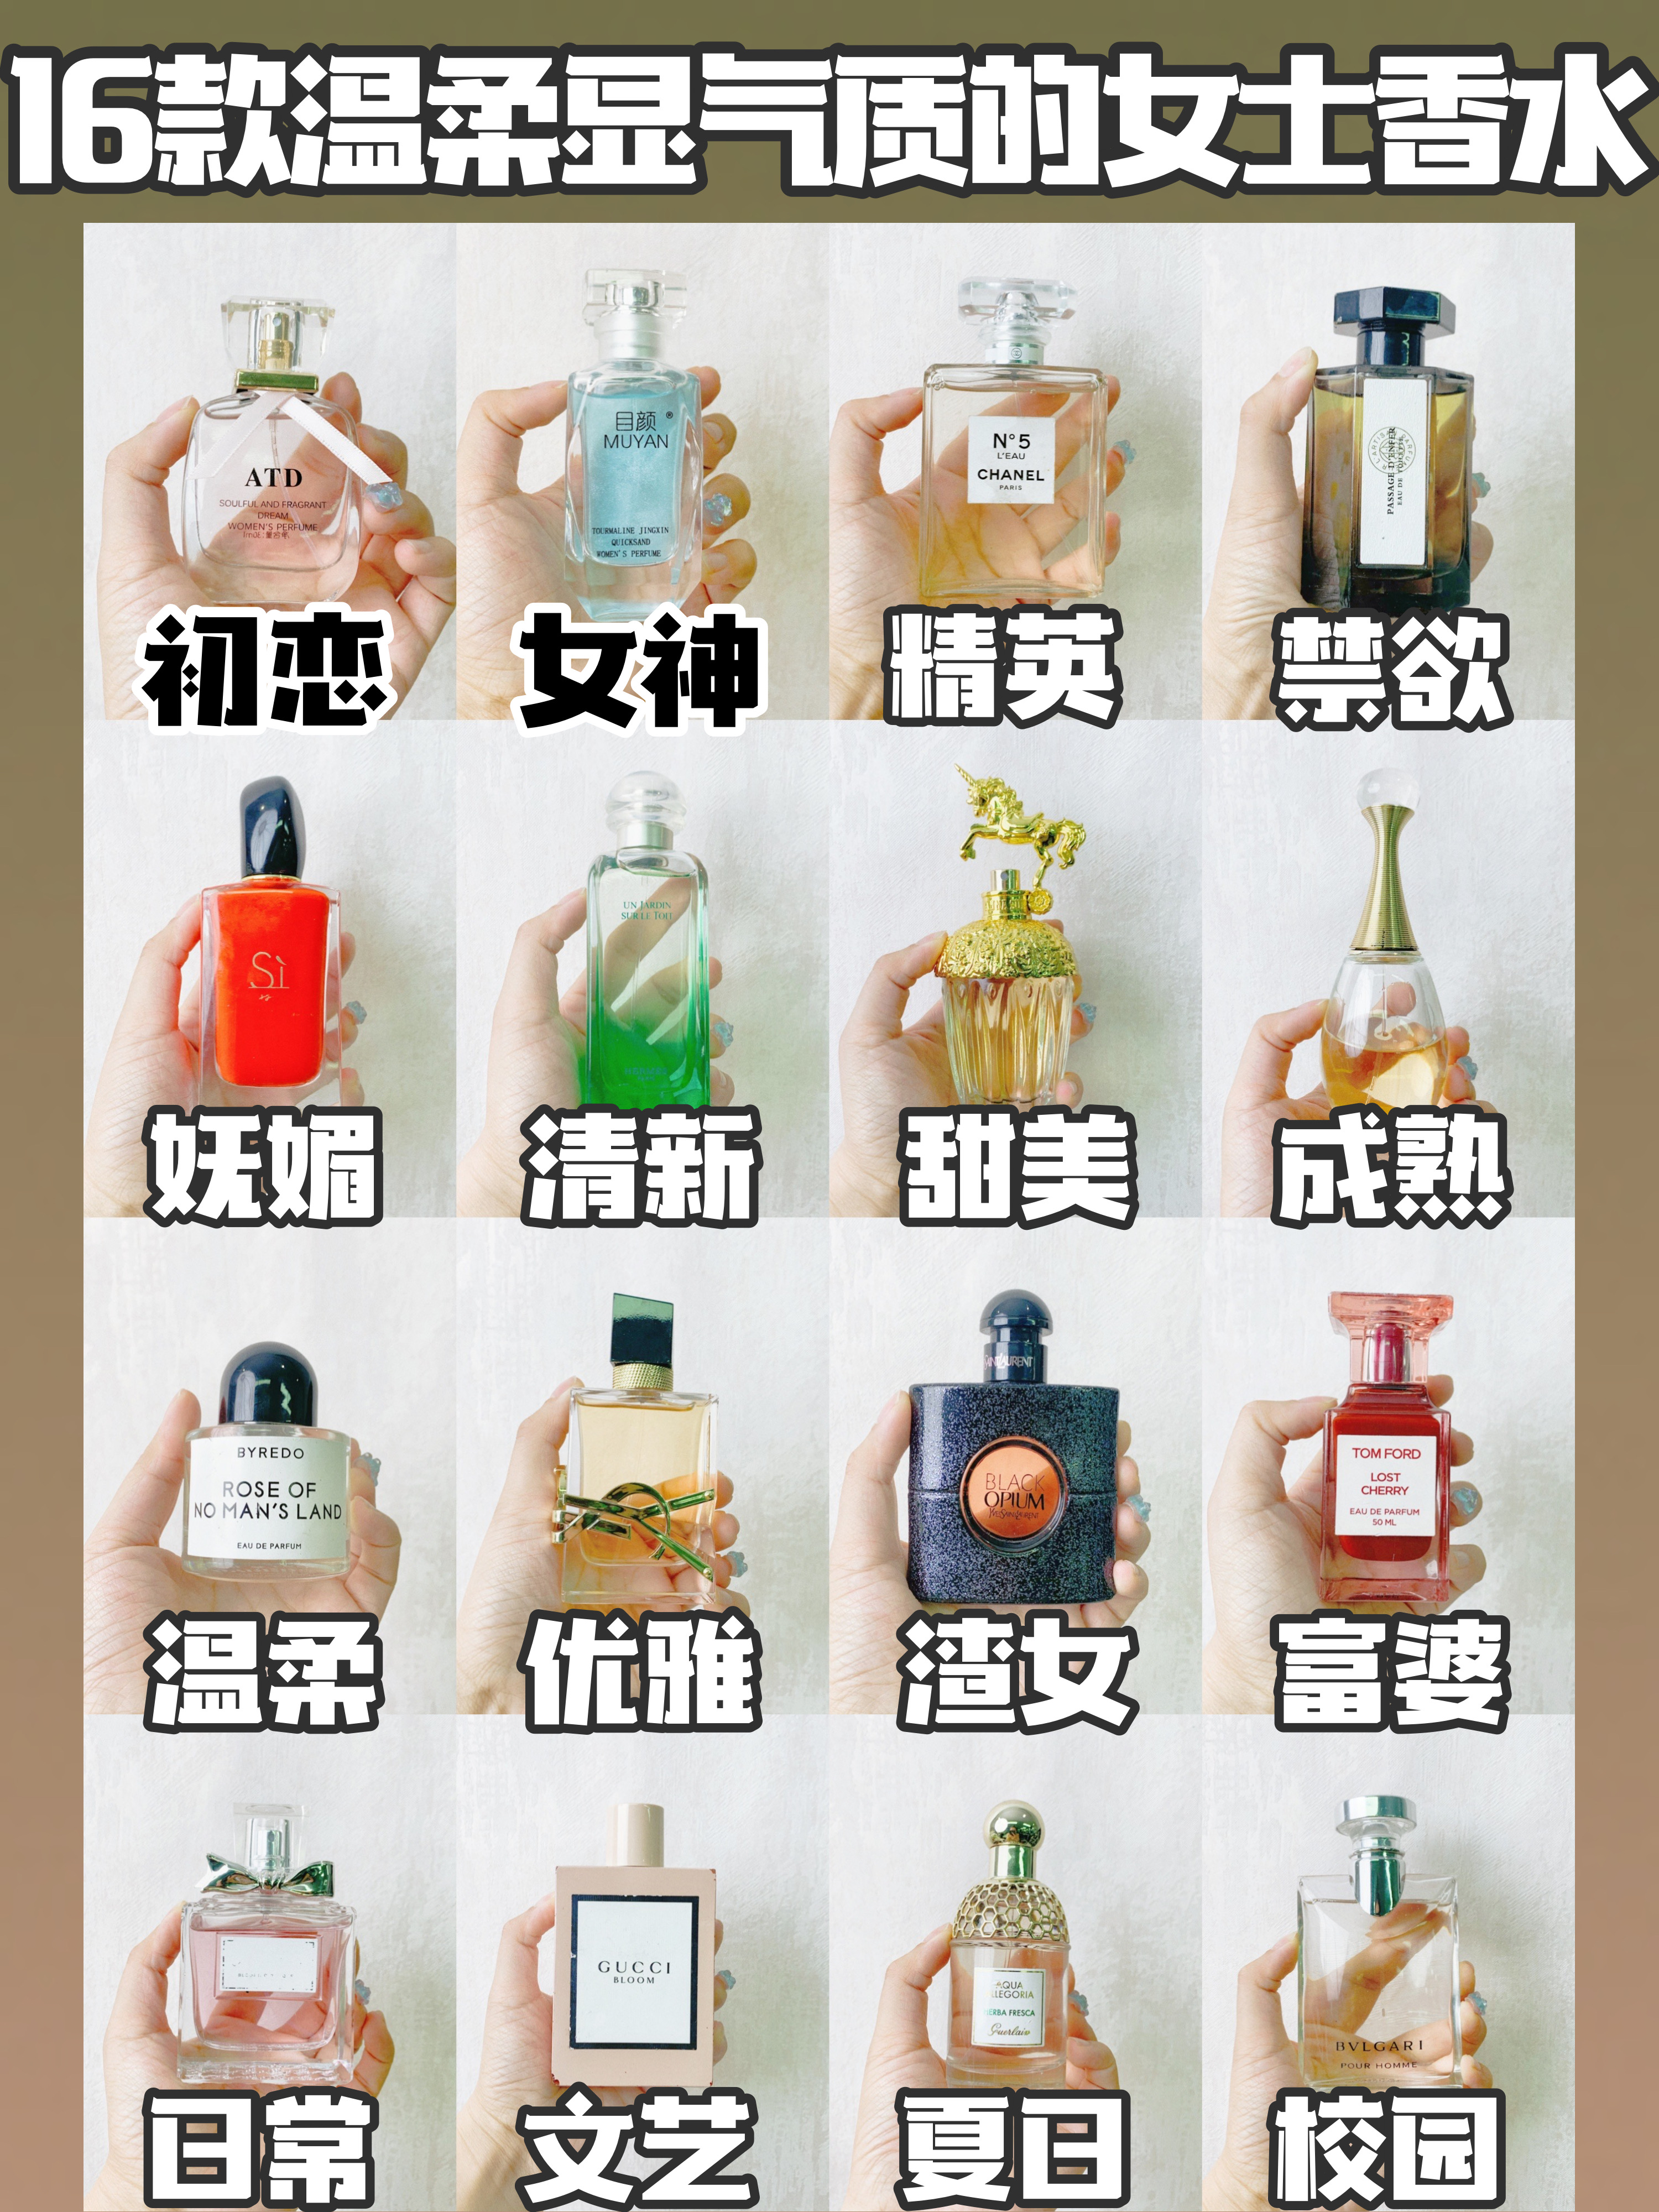 16款温柔显气质的女士香水
ATD
SOULFUL AND FRAGRANT
DREAM
WOMEN'S PERFUME
初恋
目颜®
MUYAN
TOURMALINE JINGXIN
QUICKSAND
WOMEN'S PERFUME
女神
N°5
L'EAU
CHANEL
PARIS
精英
PASSAGE D'ENFER
EAU DE TOILETTE
禁欲
Sì
妩媚
UN JARDIN
SUR LE TOIT
HERMÈS
清新
甜美
成熟
BYREDO
ROSE OF
NO MAN'S LAND
EAU DE PARFUM
温柔
优雅
SAINTLAURENT
BLACK
OPIUM
YVESSAINTLAURENT
渣女
TOM FORD
LOST
CHERRY
EAU DE PARFUM
50 ML
富婆
日常
GUCCI
BLOOM
文艺
AQUA
LLEGORIA
HERBA FRESCA
Guerlain
夏日
BVLGARI
POUR HOMME
校园